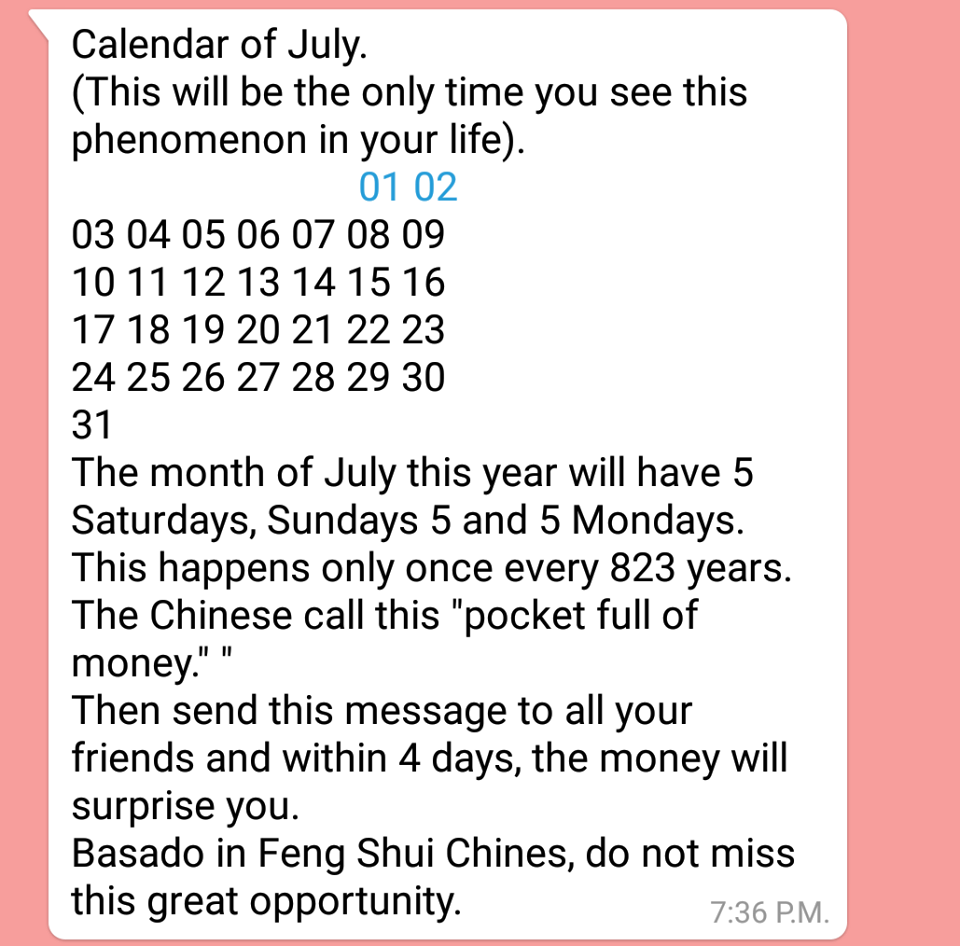 Calendar of July.
(This will be the only time you see this
phenomenon in your life).
01 02
03 04 05 06 07 08 09
10 11 12 13 14 15 16
17 18 19 20 21 22 23
24 25 26 27 28 29 30
31
The month of July this year will have 5
Saturdays, Sundays 5 and 5 Mondays.
This happens only once every 823 years.
The Chinese call this "pocket full of
money." "
Then send this message to all your
friends and within 4 days, the money will
surprise you.
Basado in Feng Shui Chines, do not miss
this great opportunity.
7:36 P.M.